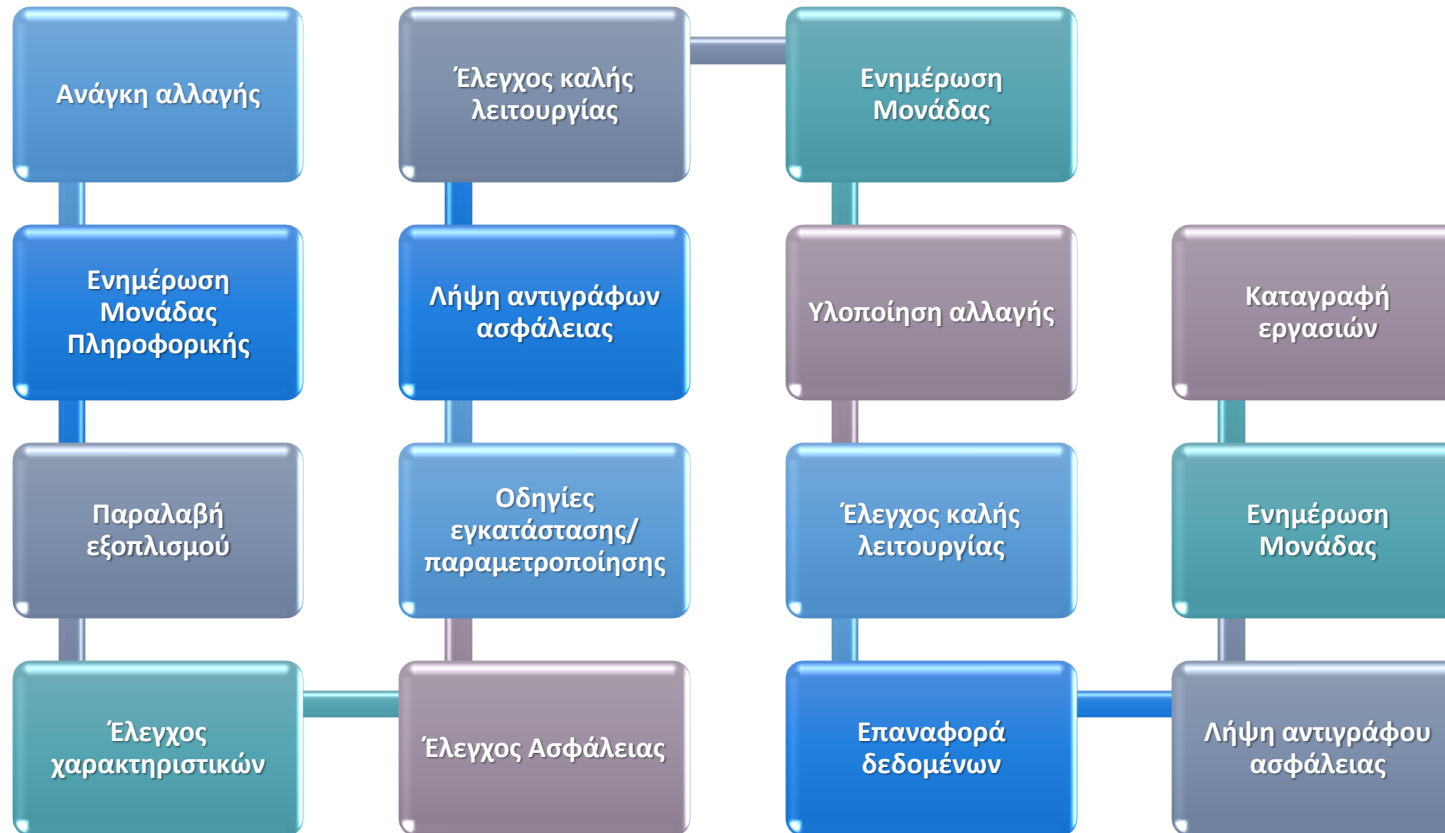 Ανάγκη αλλαγής
Ενημέρωση
Μονάδας
Πληροφορικής
Παραλαβή
εξοπλισμού
Έλεγχος
χαρακτηριστικών
Έλεγχος Ασφάλειας
Οδηγίες
εγκατάστασης/
παραμετροποίησης
Λήψη αντιγράφων
ασφάλειας
Έλεγχος καλής
λειτουργίας
Ενημέρωση
Μονάδας
Υλοποίηση αλλαγής
Έλεγχος καλής
λειτουργίας
Επαναφορά
δεδομένων
Λήψη αντιγράφου
ασφάλειας
Ενημέρωση
Μονάδας
Καταγραφή
εργασιών